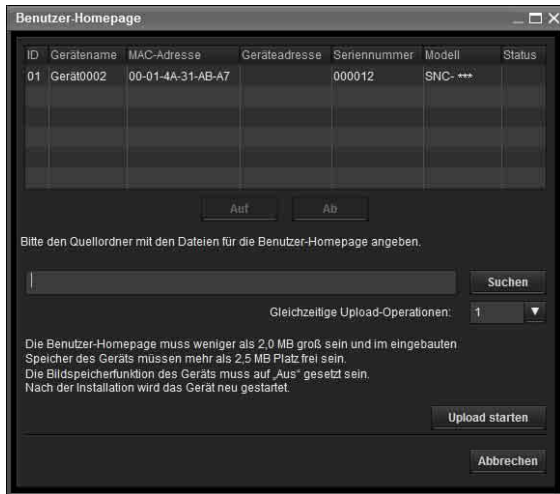 Benutzer-Homepage
ID Gerätename MAC-Adresse Geräteadresse Seriennummer Modell Status
01 Gerät0002 00-01-4A-31-AB-A7 000012 SNC- ***
Auf Ab
Bitte den Quellordner mit den Dateien für die Benutzer-Homepage angeben.
Suchen
Gleichzeitige Upload-Operationen: 1
Die Benutzer-Homepage muss weniger als 2,0 MB groß sein und im eingebauten
Speicher des Geräts müssen mehr als 2,5 MB Platz frei sein.
Die Bildspeicherfunktion des Geräts muss auf „Aus“ gesetzt sein.
Nach der Installation wird das Gerät neu gestartet.
Upload starten
Abbrechen